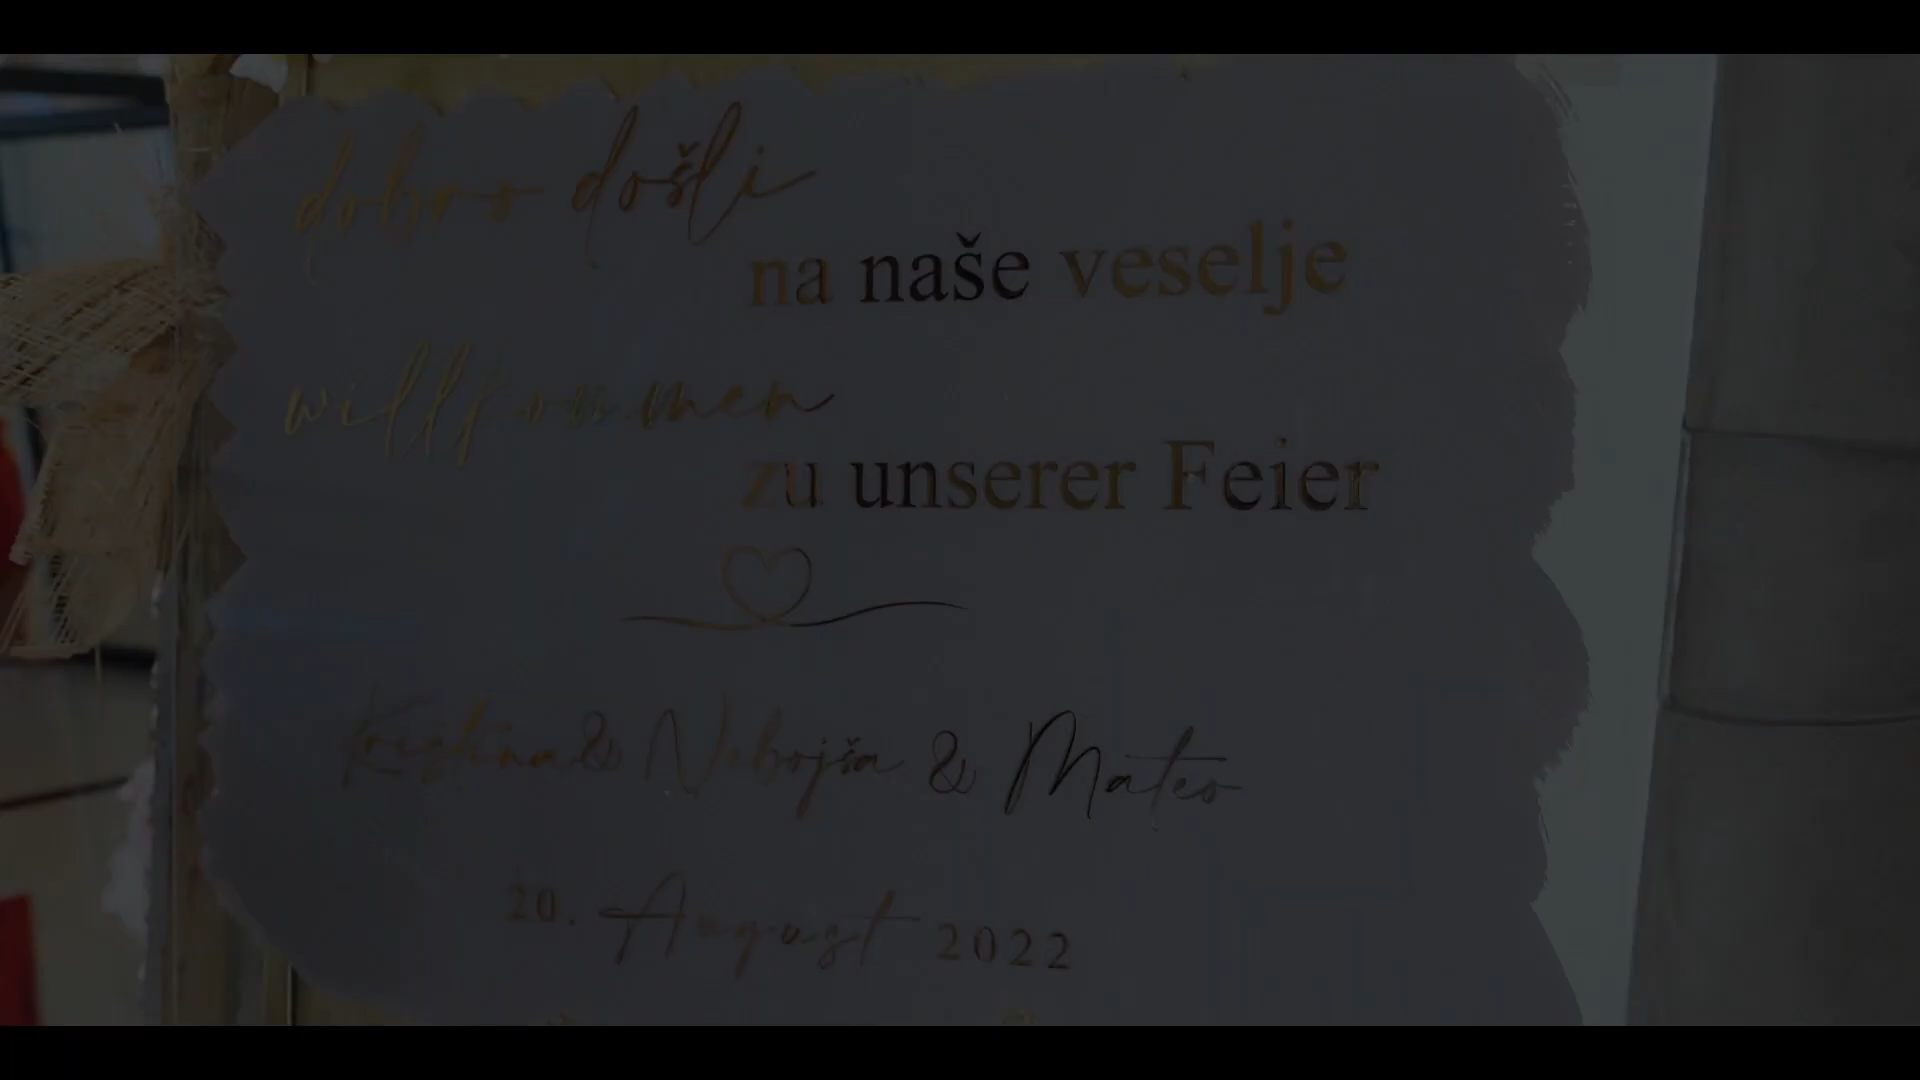 dobro došli
na naše veselje
willkommen
zu unserer Feier
Kristina & Nebojša & Mateo
20. August 2022